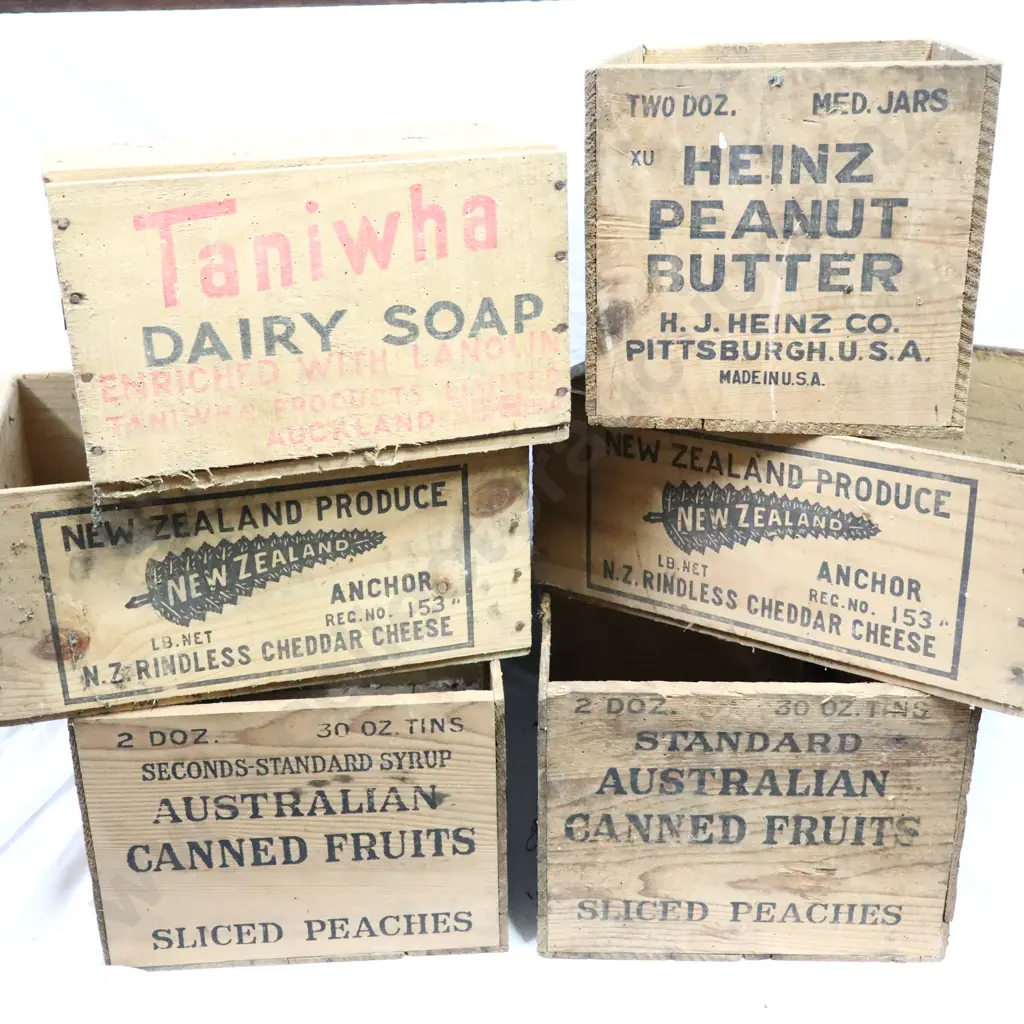 Taniwha
DAIRY SOAP
ENRICHED WITH LANOLIN
TANIWHA PRODUCTS LIMITED
AUCKLAND
TWO DOZ. MED. JARS
XU HEINZ
PEANUT
BUTTER
H. J. HEINZ CO.
PITTSBURGH. U.S.A.
MADE IN U.S.A.
NEW ZEALAND PRODUCE
NEW ZEALAND
ANCHOR
REG. NO. 153
LB. NET
N.Z. RINDLESS CHEDDAR CHEESE
NEW ZEALAND PRODUCE
NEW ZEALAND
LB. NET
ANCHOR
REG. NO. 153
N.Z. RINDLESS CHEDDAR CHEESE
2 DOZ. 30 OZ. TINS
SECONDS-STANDARD SYRUP
AUSTRALIAN
CANNED FRUITS
SLICED PEACHES
2 DOZ. 30 OZ. TINS
STANDARD
AUSTRALIAN
CANNED FRUITS
SLICED PEACHES